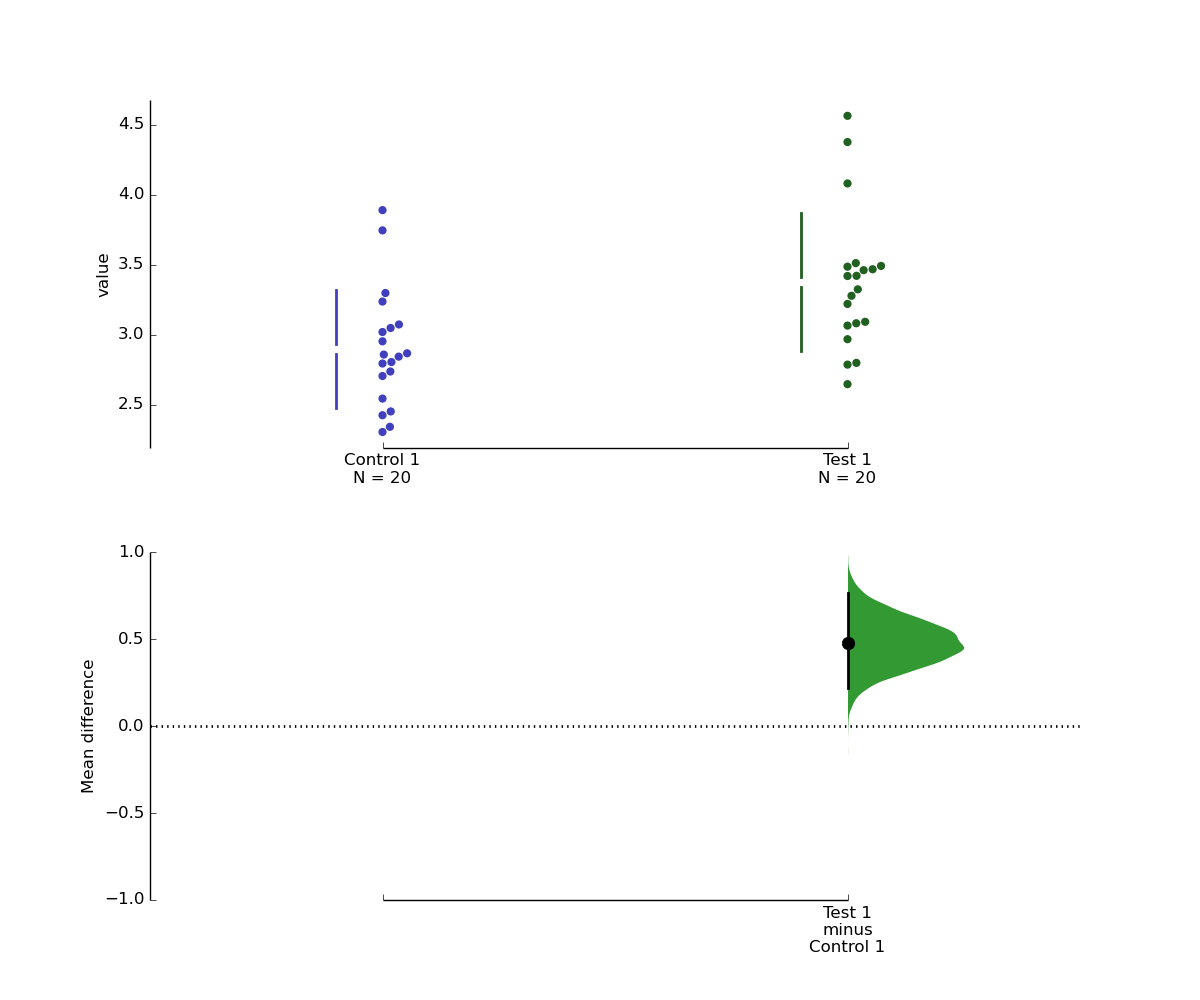 4.5
4.0
3.5
3.0
2.5
value
Control 1
N = 20
Test 1
N = 20
1.0
0.5
0.0
−0.5
−1.0
Mean difference
Test 1
minus
Control 1